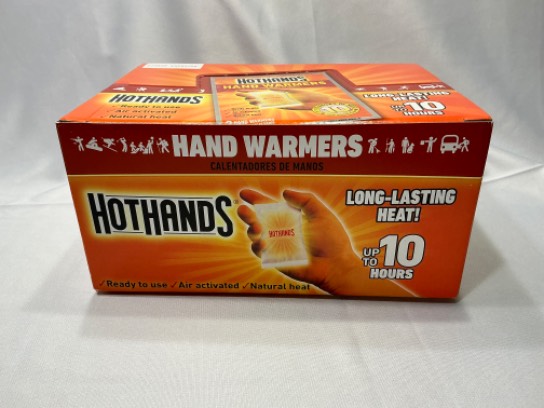 HOTHANDS
HAND WARMERS
HOTHANDS
✓Ready to use
✓Air activated
✓Natural heat
LONG-LASTING
HEAT!
UP TO 10
HOURS
HAND WARMERS
CALENTADORES DE MANOS
HOTHANDS
HOTHANDS
LONG-LASTING
HEAT!
UP TO 10
HOURS
✓Ready to use ✓Air activated ✓Natural heat